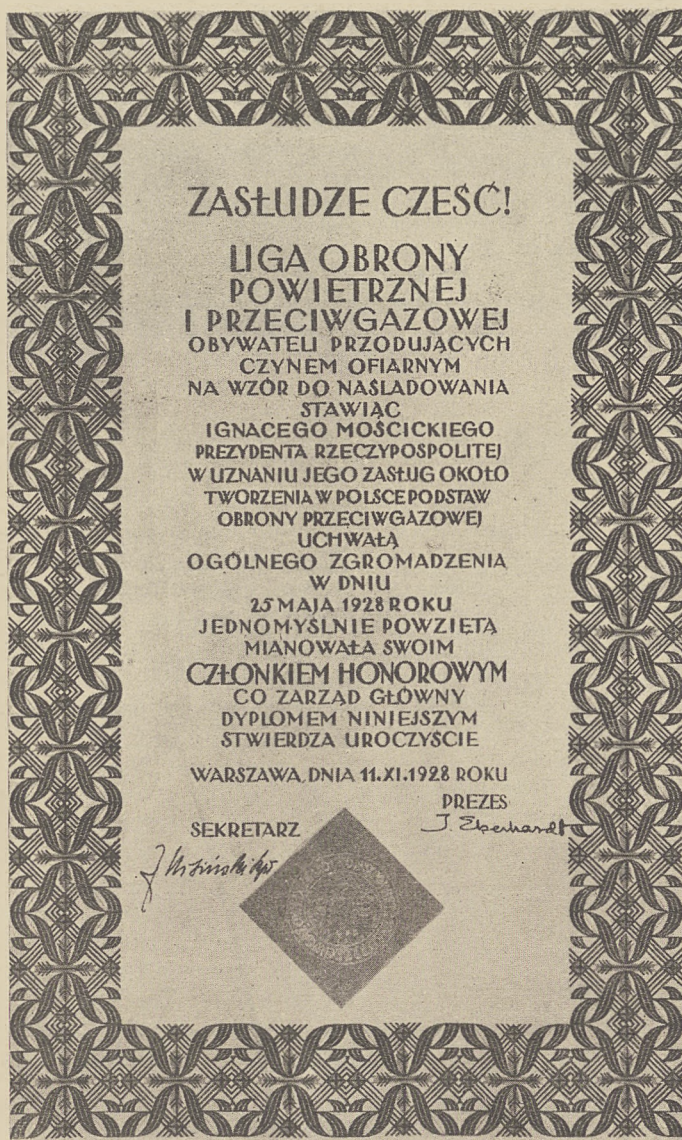 ZASŁUDZE CZEŚĆ!
LIGA OBRONY
POWIETRZNEJ
I PRZECIWGAZOWEJ
OBYWATELI PRZODUJĄCYCH
CZYNEM OFIARNYM
NA WZÓR DO NAŚLADOWANIA
STAWIĄC
IGNACEGO MOŚCICKIEGO
PREZYDENTA RZECZYPOSPOLITEJ
W UZNANIU JEGO ZASŁUG OKOŁO
TWORZENIA W POLSCE PODSTAW
OBRONY PRZECIWGAZOWEJ
UCHWAŁĄ
OGÓLNEGO ZGROMADZENIA
W DNIU
25 MAJA 1928 ROKU
JEDNOMYŚLNIE POWZIĘTĄ
MIANOWAŁA SWOIM
CZŁONKIEM HONOROWYM
CO ZARZĄD GŁÓWNY
DYPLOMEM NINIEJSZYM
STWIERDZA UROCZYŚCIE
WARSZAWA, DNIA 11.XI.1928 ROKU
PREZES
J. Eberhardt
SEKRETARZ